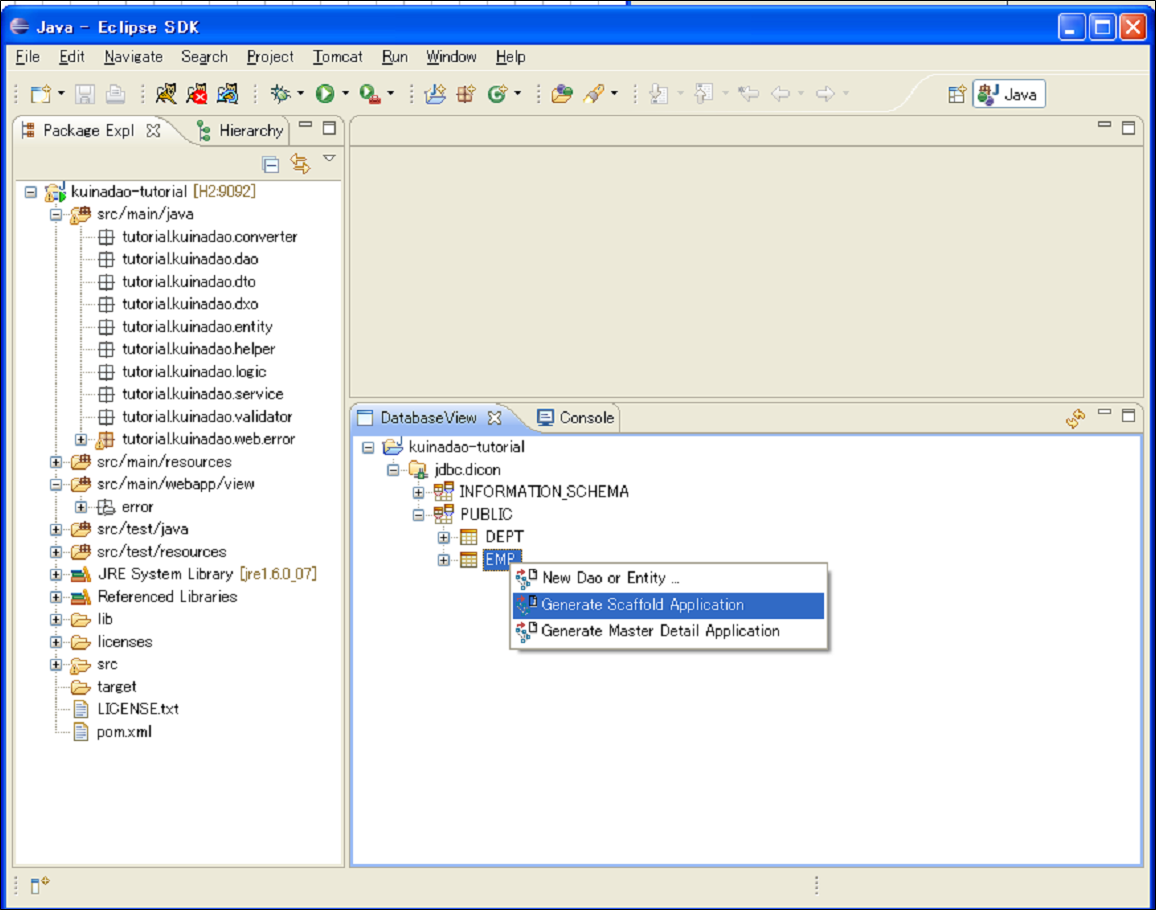 Java - Eclipse SDK
File Edit Navigate Search Project Tomcat Run Window Help
Java
Package Expl Hierarchy
kuinadao-tutorial [H2:9092]
src/main/java
tutorial.kuinadao.converter
tutorial.kuinadao.dao
tutorial.kuinadao.dto
tutorial.kuinadao.dxo
tutorial.kuinadao.entity
tutorial.kuinadao.helper
tutorial.kuinadao.logic
tutorial.kuinadao.service
tutorial.kuinadao.validator
tutorial.kuinadao.web.error
src/main/resources
src/main/webapp/view
error
src/test/java
src/test/resources
JRE System Library [jre1.6.0_07]
Referenced Libraries
lib
licenses
src
target
LICENSE.txt
pom.xml
DatabaseView Console
kuinadao-tutorial
jdbc.dicon
INFORMATION_SCHEMA
PUBLIC
DEPT
EMP
New Dao or Entity ...
Generate Scaffold Application
Generate Master Detail Application